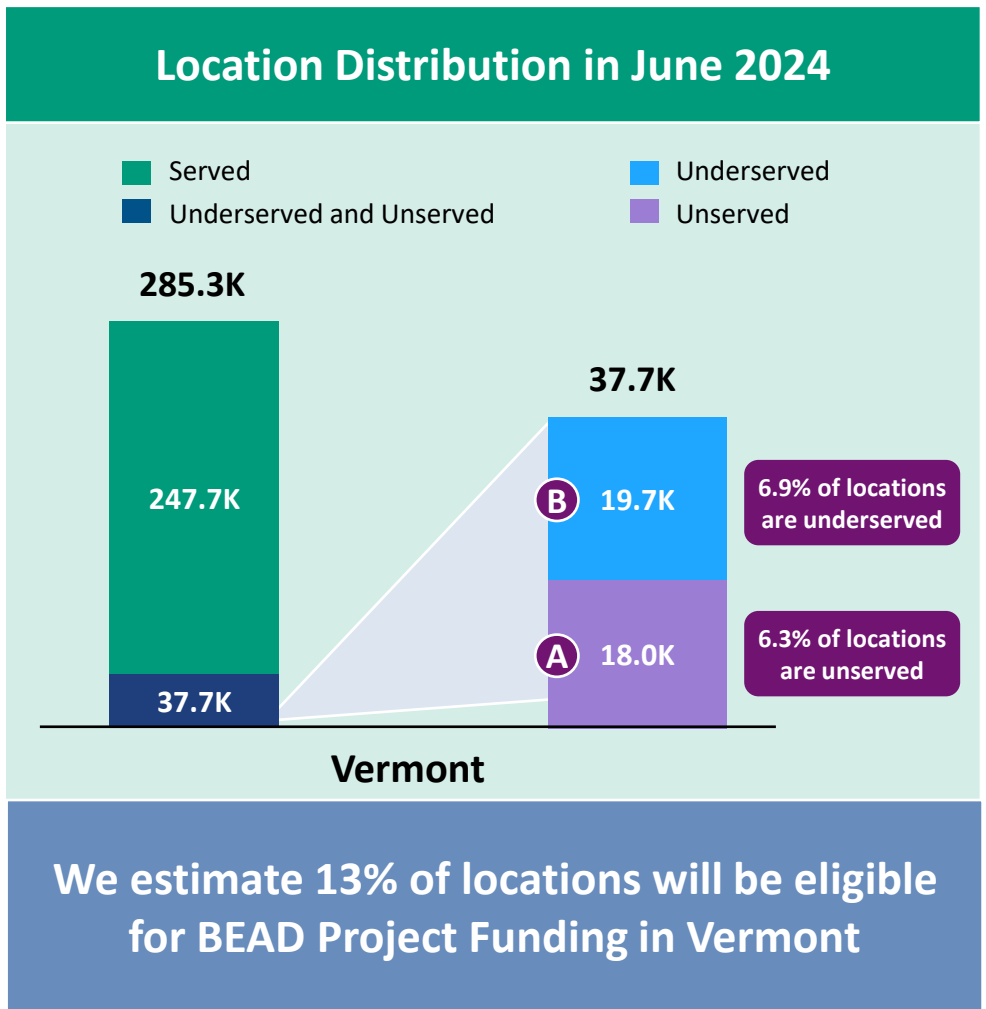 Location Distribution in June 2024
Served
Underserved
Underserved and Unserved
Unserved
285.3K
37.7K
247.7K
B
19.7K
6.9% of locations
are underserved
A
18.0K
6.3% of locations
are unserved
37.7K
Vermont
We estimate 13% of locations will be eligible
for BEAD Project Funding in Vermont